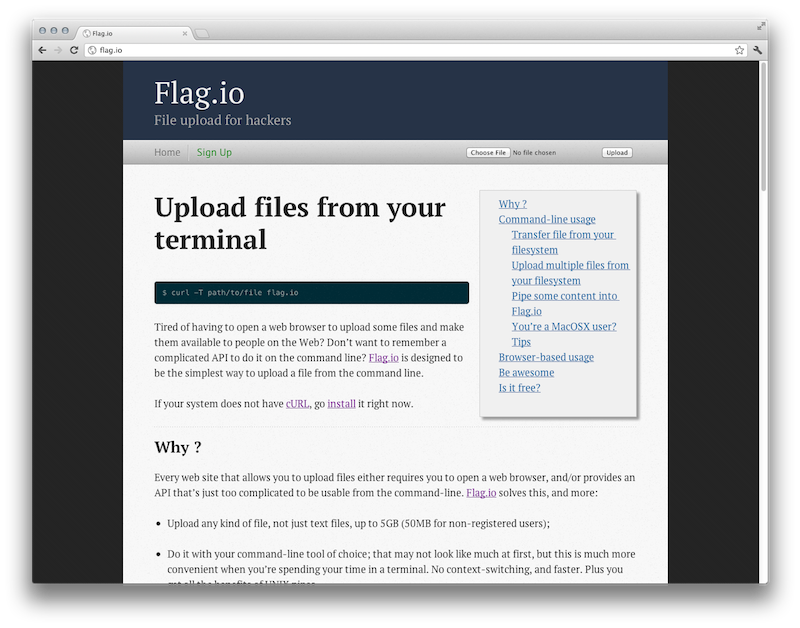 Flag.io
flag.io
Flag.io
File upload for hackers
Home
Sign Up
Choose File No file chosen
Upload
Upload files from your
terminal
$ curl -T path/to/file flag.io
Tired of having to open a web browser to upload some files and make
them available to people on the Web? Don’t want to remember a
complicated API to do it on the command line? Flag.io is designed to
be the simplest way to upload a file from the command line.
If your system does not have cURL, go install it right now.
Why ?
Command-line usage
Transfer file from your
filesystem
Upload multiple files from
your filesystem
Pipe some content into
Flag.io
You’re a MacOSX user?
Tips
Browser-based usage
Be awesome
Is it free?
Why ?
Every web site that allows you to upload files either requires you to open a web browser, and/or provides an
API that’s just too complicated to be usable from the command-line. Flag.io solves this, and more:
• Upload any kind of file, not just text files, up to 5GB (50MB for non-registered users);
• Do it with your command-line tool of choice; that may not look like much at first, but this is much more
convenient when you’re spending your time in a terminal. No context-switching, and faster. Plus you
get all the benefits of UNIX pipes